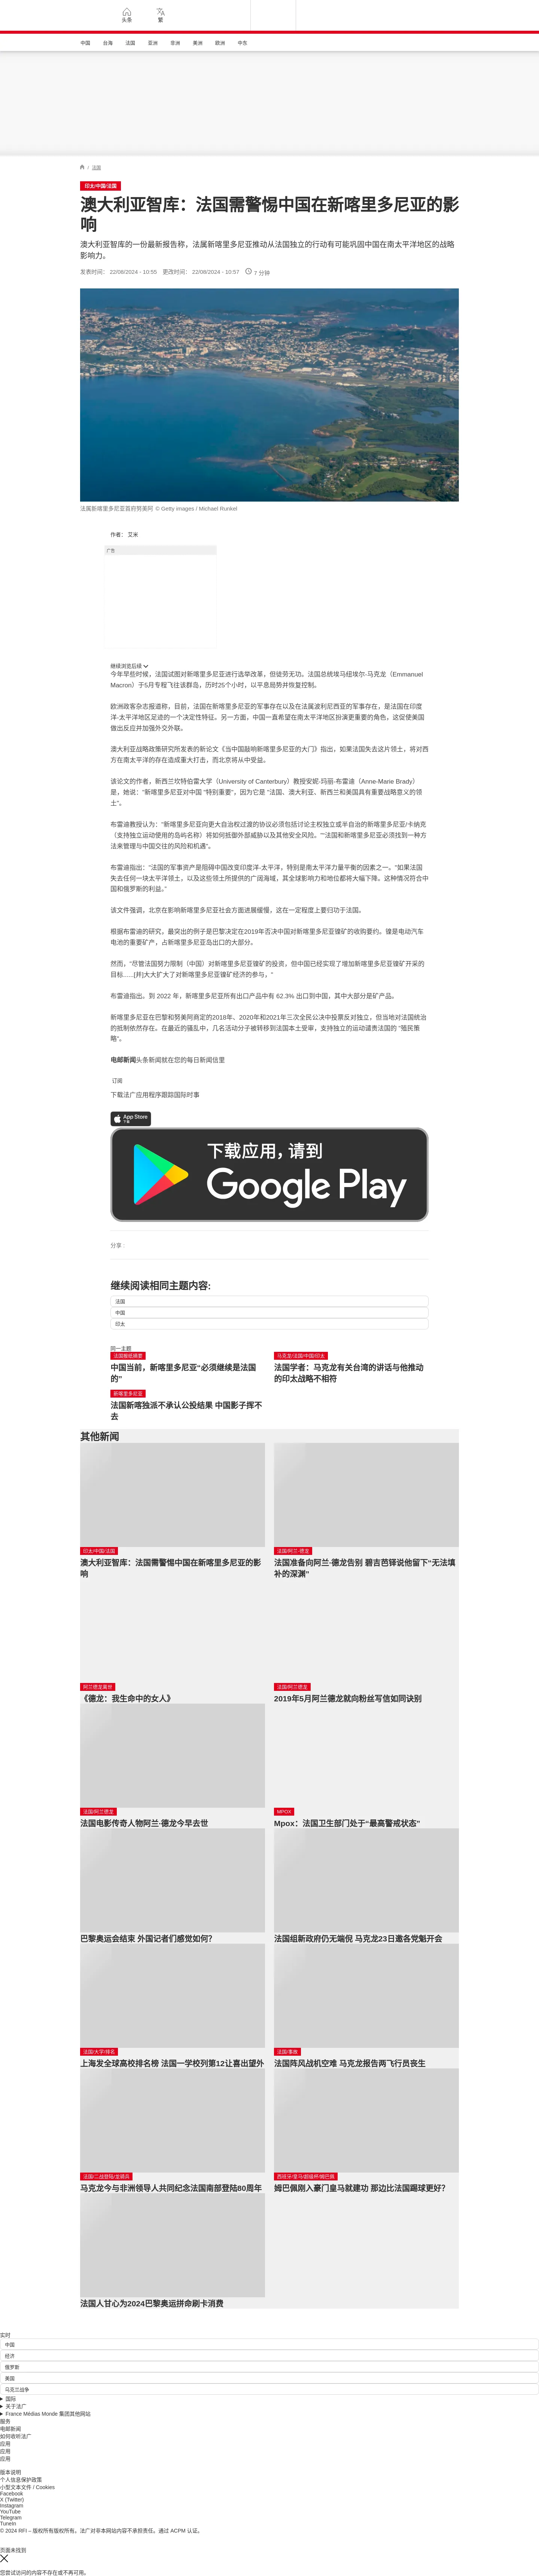 头条
繁
中国 台海 法国 亚洲 非洲 美洲 欧洲 中东
/ 法国
印太/中国/法国
澳大利亚智库：法国需警惕中国在新喀里多尼亚的影
响
澳大利亚智库的一份最新报告称，法属新喀里多尼亚推动从法国独立的行动有可能巩固中国在南太平洋地区的战略
影响力。
发表时间： 22/08/2024 - 10:55 更改时间： 22/08/2024 - 10:57 7 分钟
法属新喀里多尼亚首府努美阿 © Getty images / Michael Runkel
作者： 艾米
广告
继续浏览后续
今年早些时候，法国试图对新喀里多尼亚进行选举改革，但徒劳无功。法国总统埃马纽埃尔-马克龙（Emmanuel
Macron）于5月专程飞往该群岛，历时25个小时，以平息局势并恢复控制。
欧洲政客杂志报道称，目前，法国在新喀里多尼亚的军事存在以及在法属波利尼西亚的军事存在，是法国在印度
洋-太平洋地区足迹的一个决定性特征。另一方面，中国一直希望在南太平洋地区扮演更重要的角色，这促使美国
做出反应并加强外交外联。
澳大利亚战略政策研究所发表的新论文《当中国敲响新喀里多尼亚的大门》指出，如果法国失去这片领土，将对西
方在南太平洋的存在造成重大打击，而北京将从中受益。
该论文的作者，新西兰坎特伯雷大学（University of Canterbury）教授安妮-玛丽-布雷迪（Anne-Marie Brady）
是，她说："新喀里多尼亚对中国 "特别重要"。因为它是 "法国、澳大利亚、新西兰和美国具有重要战略意义的领
土"。
布雷迪教授认为："新喀里多尼亚向更大自治权过渡的协议必须包括讨论主权独立或半自治的新喀里多尼亚/卡纳克
（支持独立运动使用的岛屿名称）将如何抵御外部威胁以及其他安全风险。""法国和新喀里多尼亚必须找到一种方
法来管理与中国交往的风险和机遇"。
布雷迪指出："法国的军事资产是阻碍中国改变印度洋-太平洋，特别是南太平洋力量平衡的因素之一。"如果法国
失去任何一块太平洋领土，以及这些领土所提供的广阔海域，其全球影响力和地位都将大幅下降。这种情况符合中
国和俄罗斯的利益。"
该文件强调，北京在影响新喀里多尼亚社会方面进展缓慢，这在一定程度上要归功于法国。
根据布雷迪的研究，最突出的例子是巴黎决定在2019年否决中国对新喀里多尼亚镍矿的收购要约。镍是电动汽车
电池的重要矿产，占新喀里多尼亚岛出口的大部分。
然而，"尽管法国努力限制（中国）对新喀里多尼亚镍矿的投资，但中国已经实现了增加新喀里多尼亚镍矿开采的
目标......[并]大大扩大了对新喀里多尼亚镍矿经济的参与。"
布雷迪指出。到 2022 年，新喀里多尼亚所有出口产品中有 62.3% 出口到中国，其中大部分是矿产品。
新喀里多尼亚在巴黎和努美阿商定的2018年、2020年和2021年三次全民公决中投票反对独立，但当地对法国统治
的抵制依然存在。在最近的骚乱中，几名活动分子被转移到法国本土受审，支持独立的运动谴责法国的 "殖民策
略"。
电邮新闻头条新闻就在您的每日新闻信里
订阅
下载法广应用程序跟踪国际时事
App Store
下载
下载应用，请到
Google Play
分享 :
继续阅读相同主题内容:
法国
中国
印太
同一主题
法国报纸摘要
中国当前，新喀里多尼亚“必须继续是法国
的”
马克龙/法国/中国/印太
法国学者：马克龙有关台湾的讲话与他推动
的印太战略不相符
新喀里多尼亚
法国新喀独派不承认公投结果 中国影子挥不
去
其他新闻
印太/中国/法国
澳大利亚智库：法国需警惕中国在新喀里多尼亚的影
响
法国/阿兰-德龙
法国准备向阿兰·德龙告别 碧吉芭铎说他留下“无法填
补的深渊”
阿兰德龙离世
《德龙：我生命中的女人》
法国/阿兰德龙
2019年5月阿兰德龙就向粉丝写信如同诀别
法国/阿兰德龙
法国电影传奇人物阿兰·德龙今早去世
MPOX
Mpox：法国卫生部门处于“最高警戒状态”
巴黎奥运会结束 外国记者们感觉如何?
法国组新政府仍无端倪 马克龙23日邀各党魁开会
法国/大学/排名
上海发全球高校排名榜 法国一学校列第12让喜出望外
法国/事故
法国阵风战机空难 马克龙报告两飞行员丧生
法国/二战登陆/龙骑兵
马克龙今与非洲领导人共同纪念法国南部登陆80周年
西班牙/皇马/超级杯/姆巴佩
姆巴佩刚入豪门皇马就建功 那边比法国踢球更好?
法国人甘心为2024巴黎奥运拼命刷卡消费
实时
中国
经济
俄罗斯
美国
乌克兰战争
国际
关于法广
France Médias Monde 集团其他网站
服务
电邮新闻
如何收听法广
应用
应用
应用
版本说明
个人信息保护政策
小型文本文件 / Cookies
Facebook
X (Twitter)
Instagram
YouTube
Telegram
TuneIn
© 2024 RFI – 版权所有版权所有。法广对非本网站内容不承担责任。通过 ACPM 认证。
页面未找到
您尝试访问的内容不存在或不再可用。